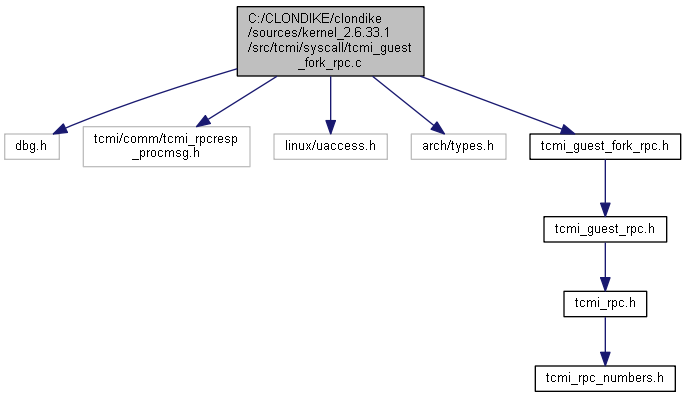 C:/CLONDIKE/clondike
/sources/kernel_2.6.33.1
/src/tcmi/syscall/tcmi_guest
_fork_rpc.c
dbg.h
tcmi/comm/tcmi_rpcresp
_procmsg.h
linux/uaccess.h
arch/types.h
tcmi_guest_fork_rpc.h
tcmi_guest_rpc.h
tcmi_rpc.h
tcmi_rpc_numbers.h